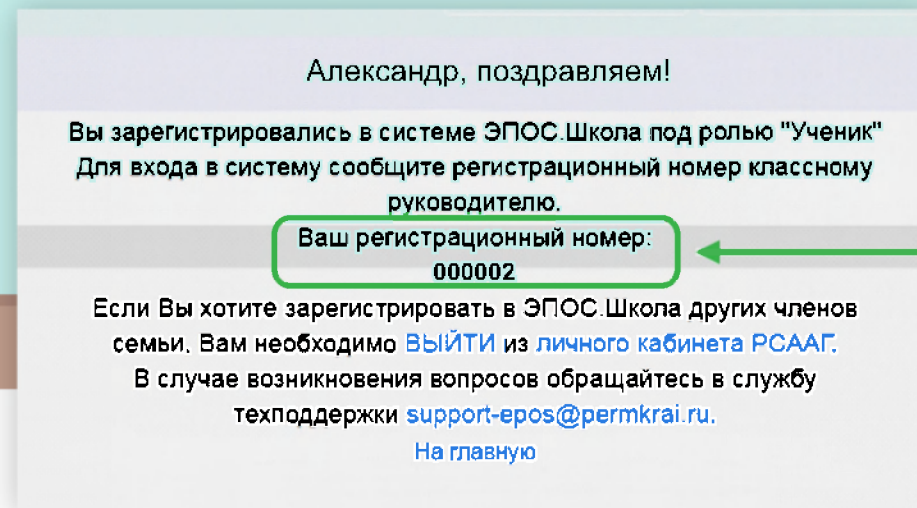 Александр, поздравляем!
Вы зарегистрировались в системе ЭПОС.Школа под ролью "Ученик"
Для входа в систему сообщите регистрационный номер классному
руководителю.
Ваш регистрационный номер:
000002
Если Вы хотите зарегистрировать в ЭПОС.Школа других членов
семьи, Вам необходимо ВЫЙТИ из личного кабинета РСААГ.
В случае возникновения вопросов обращайтесь в службу
техподдержки support-epos@permkrai.ru.
На главную